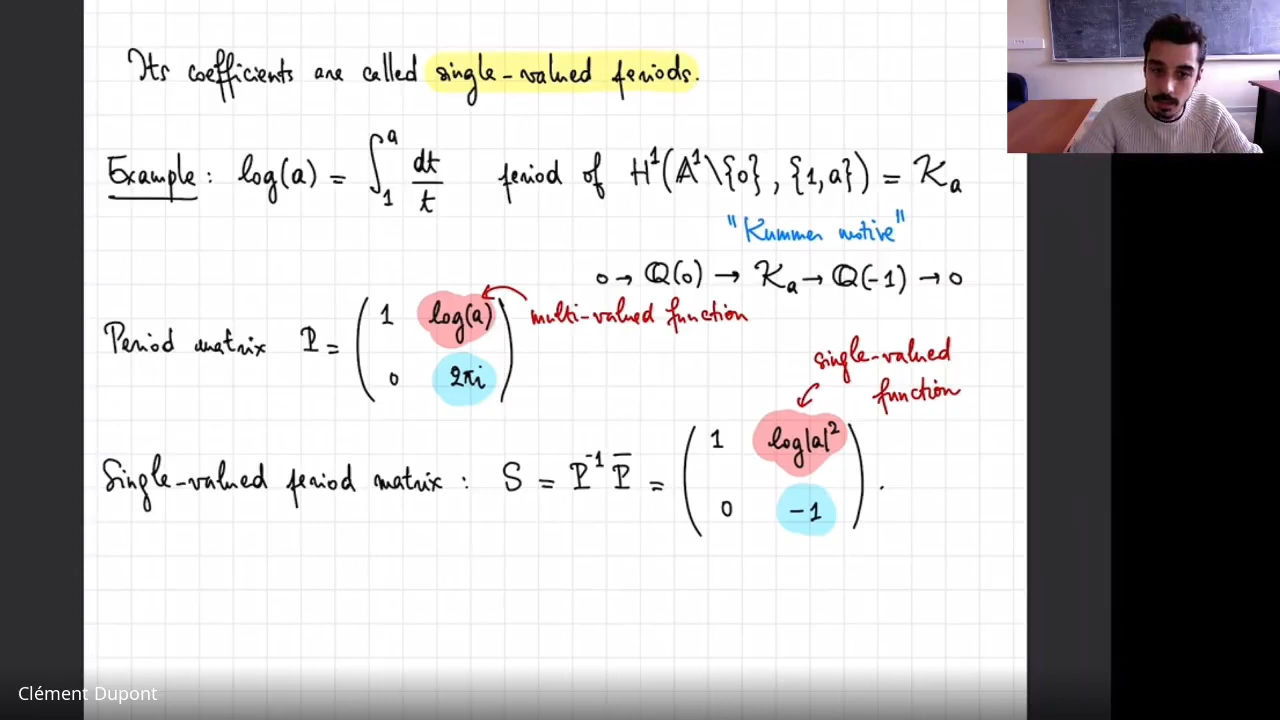 Its coefficients are called single-valued periods.
Example: log(a) = ∫₁ᵃ dt/t period of H¹(A¹\{0}, {1,a}) = Kₐ
"Kummer motive"
0 → Q(0) → Kₐ → Q(-1) → 0
Period matrix P = ( 1 log(a) ; 0 2πi )
multi-valued function
single-valued
function
Single-valued period matrix: S = P⁻¹ P̅ = ( 1 log|a|² ; 0 -1 ).
Clément Dupont